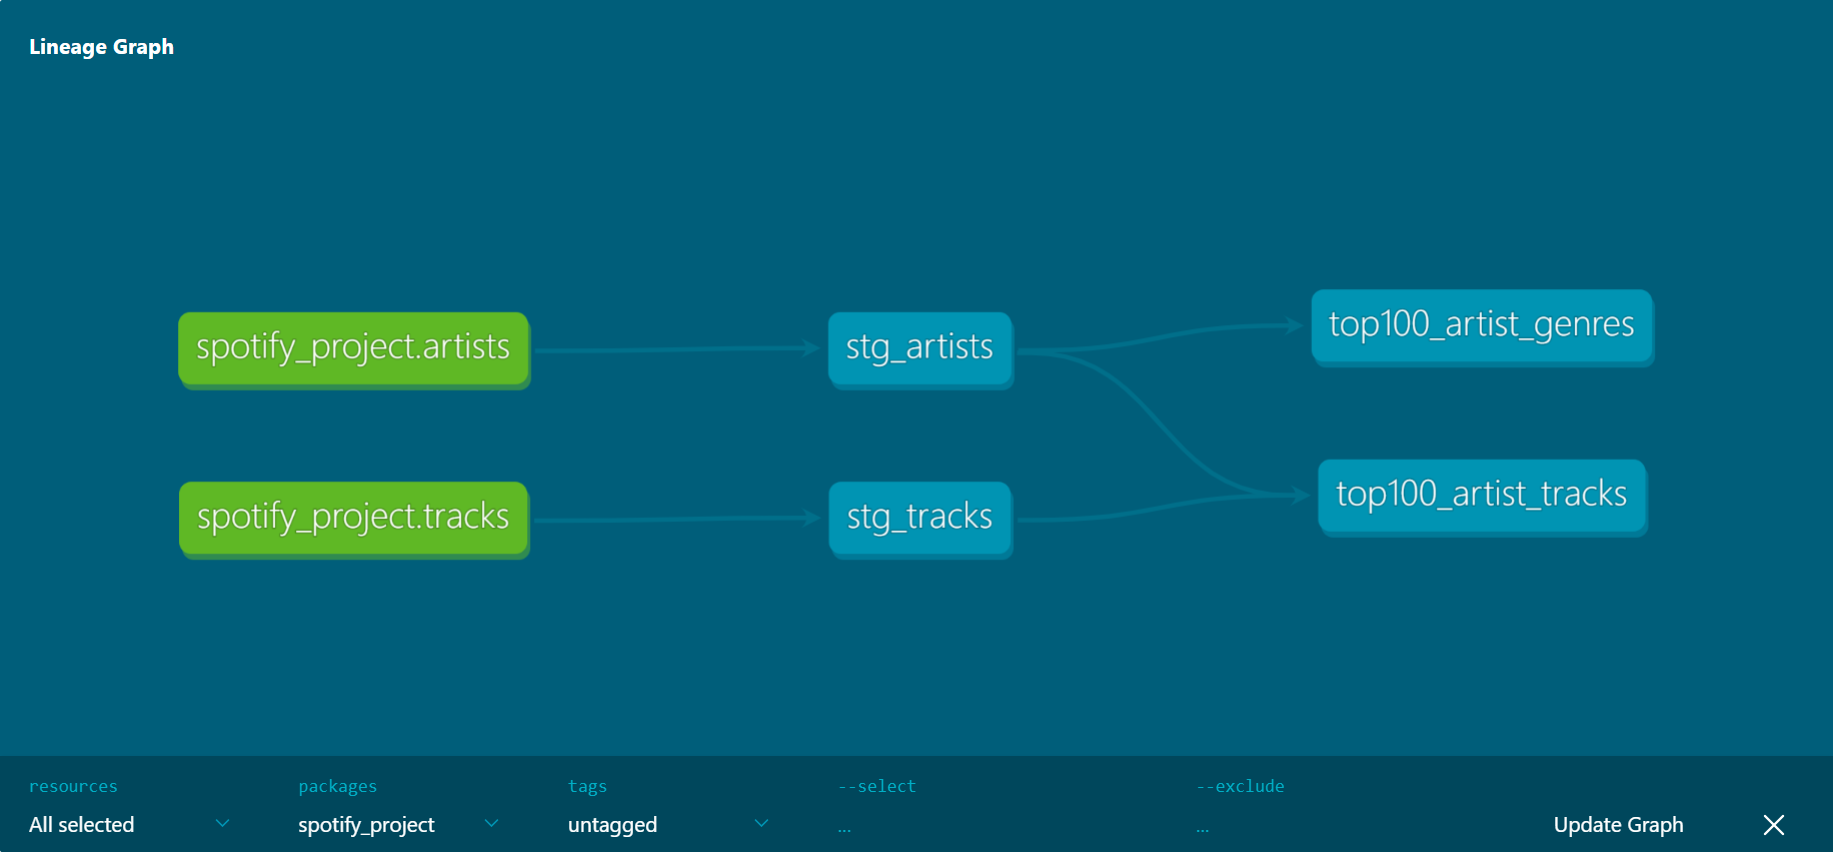 Lineage Graph
top100_artist_genres
spotify_project.artists
stg_artists
top100_artist_tracks
spotify_project.tracks
stg_tracks
resources packages tags --select --exclude
All selected spotify_project untagged ... ... Update Graph